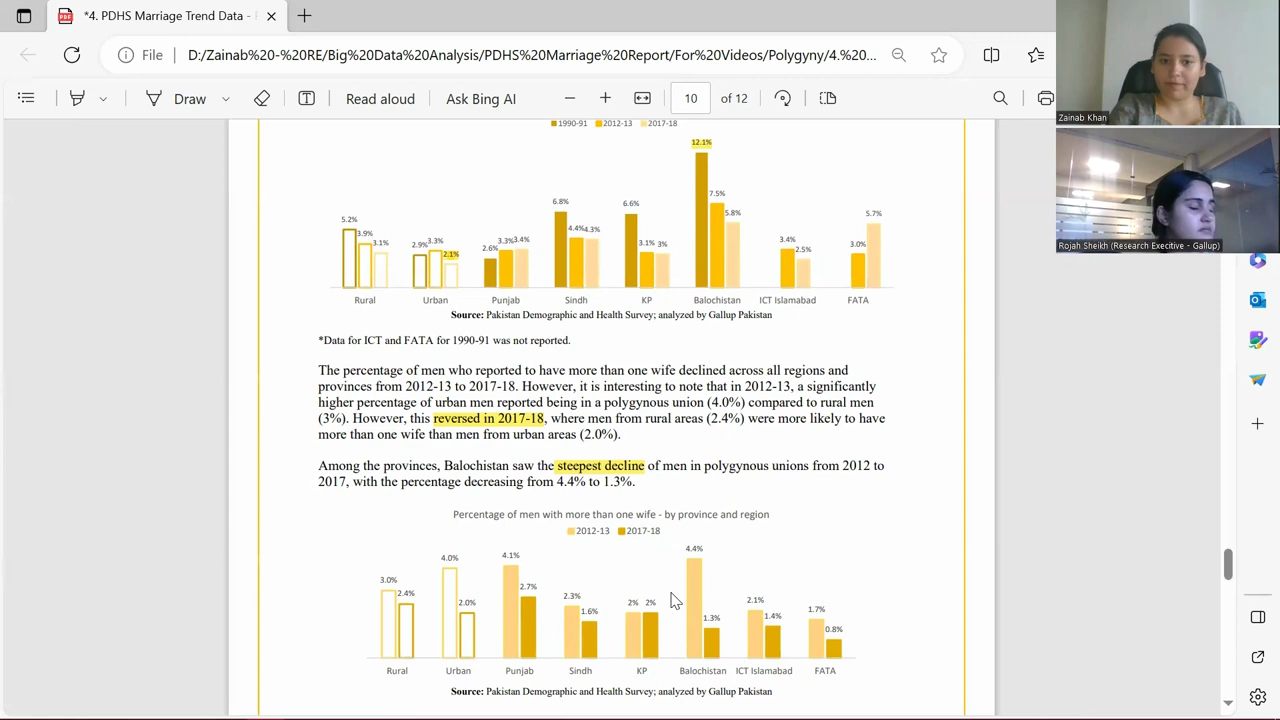 *4. PDHS Marriage Trend Data -
File
D:/Zainab%20-%20RE/Big%20Data%20Analysis/PDHS%20Marriage%20Report/For%20Videos/Polygyny/4.%20...
Draw
Read aloud
Ask Bing AI
10 of 12
Zainab Khan
Rojah Sheikh (Research Execitive - Gallup)
1990-91 2012-13 2017-18
12.1%
7.5%
6.8%
6.6%
5.8%
5.7%
5.2%
3.9%
3.1%
2.9% 3.3% 2.1%
2.6% 3.3% 3.4%
4.4% 4.3%
3.1% 3%
3.4%
2.5%
3.0%
Rural Urban Punjab Sindh KP Balochistan ICT Islamabad FATA
Source: Pakistan Demographic and Health Survey; analyzed by Gallup Pakistan
*Data for ICT and FATA for 1990-91 was not reported.
The percentage of men who reported to have more than one wife declined across all regions and
provinces from 2012-13 to 2017-18. However, it is interesting to note that in 2012-13, a significantly
higher percentage of urban men reported being in a polygynous union (4.0%) compared to rural men
(3%). However, this reversed in 2017-18, where men from rural areas (2.4%) were more likely to have
more than one wife than men from urban areas (2.0%).
Among the provinces, Balochistan saw the steepest decline of men in polygynous unions from 2012 to
2017, with the percentage decreasing from 4.4% to 1.3%.
Percentage of men with more than one wife - by province and region
2012-13 2017-18
3.0% 2.4%
4.0% 2.0%
4.1% 2.7%
2.3% 1.6%
2% 2%
4.4% 1.3%
2.1% 1.4%
1.7% 0.8%
Rural Urban Punjab Sindh KP Balochistan ICT Islamabad FATA
Source: Pakistan Demographic and Health Survey; analyzed by Gallup Pakistan